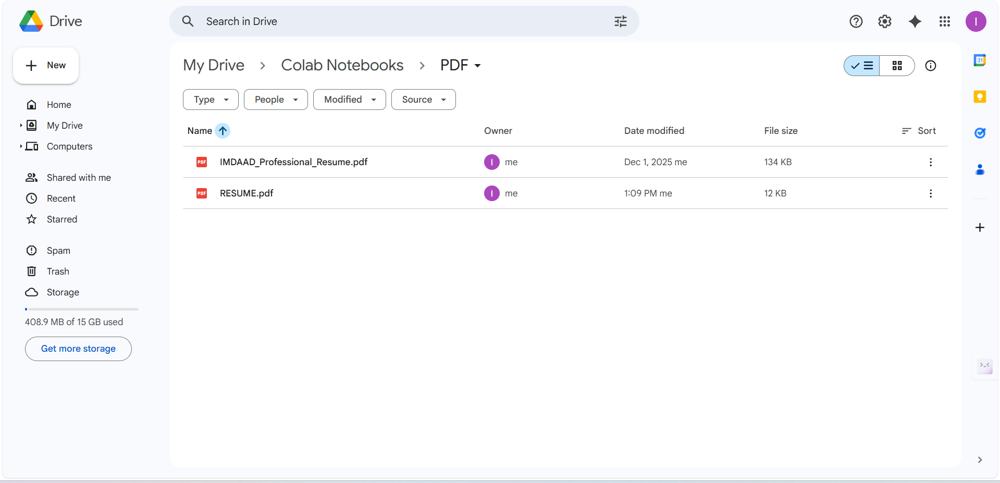 Drive
Search in Drive
I
New
My Drive
Colab Notebooks
PDF
31
Home
My Drive
Computers
Shared with me
Recent
Starred
Spam
Trash
Storage
408.9 MB of 15 GB used
Get more storage
Type
People
Modified
Source
Name Owner Date modified File size Sort
PDF IMDAAD_Professional_Resume.pdf I me Dec 1, 2025 me 134 KB
PDF RESUME.pdf I me 1:09 PM me 12 KB